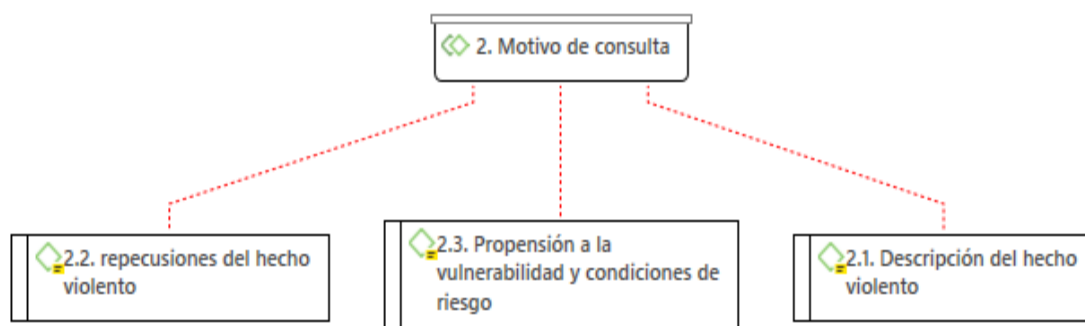 2. Motivo de consulta
2.2. repecusiones del hecho
violento
2.3. Propensión a la
vulnerabilidad y condiciones de
riesgo
2.1. Descripción del hecho
violento